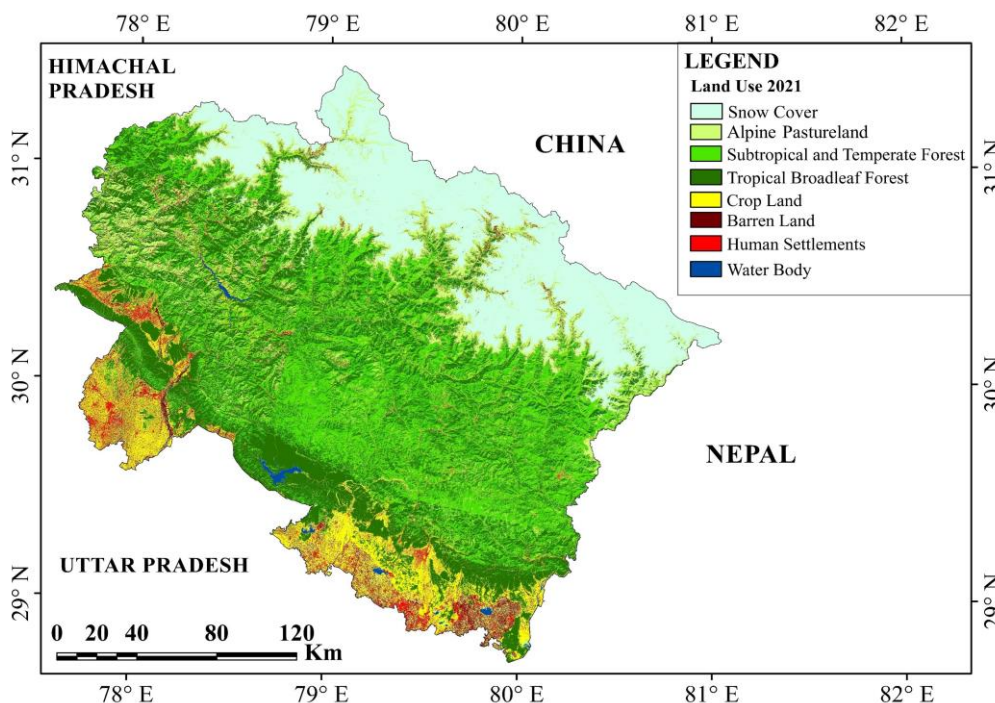 78° E 79° E 80° E 81° E 82° E
HIMACHAL
PRADESH
LEGEND
Land Use 2021
Snow Cover
Alpine Pastureland
Subtropical and Temperate Forest
Tropical Broadleaf Forest
Crop Land
Barren Land
Human Settlements
Water Body
CHINA
31° N
31° N
30° N
30° N
NEPAL
UTTAR PRADESH
29° N
29° N
0 20 40 80 120
Km
78° E 79° E 80° E 81° E 82° E